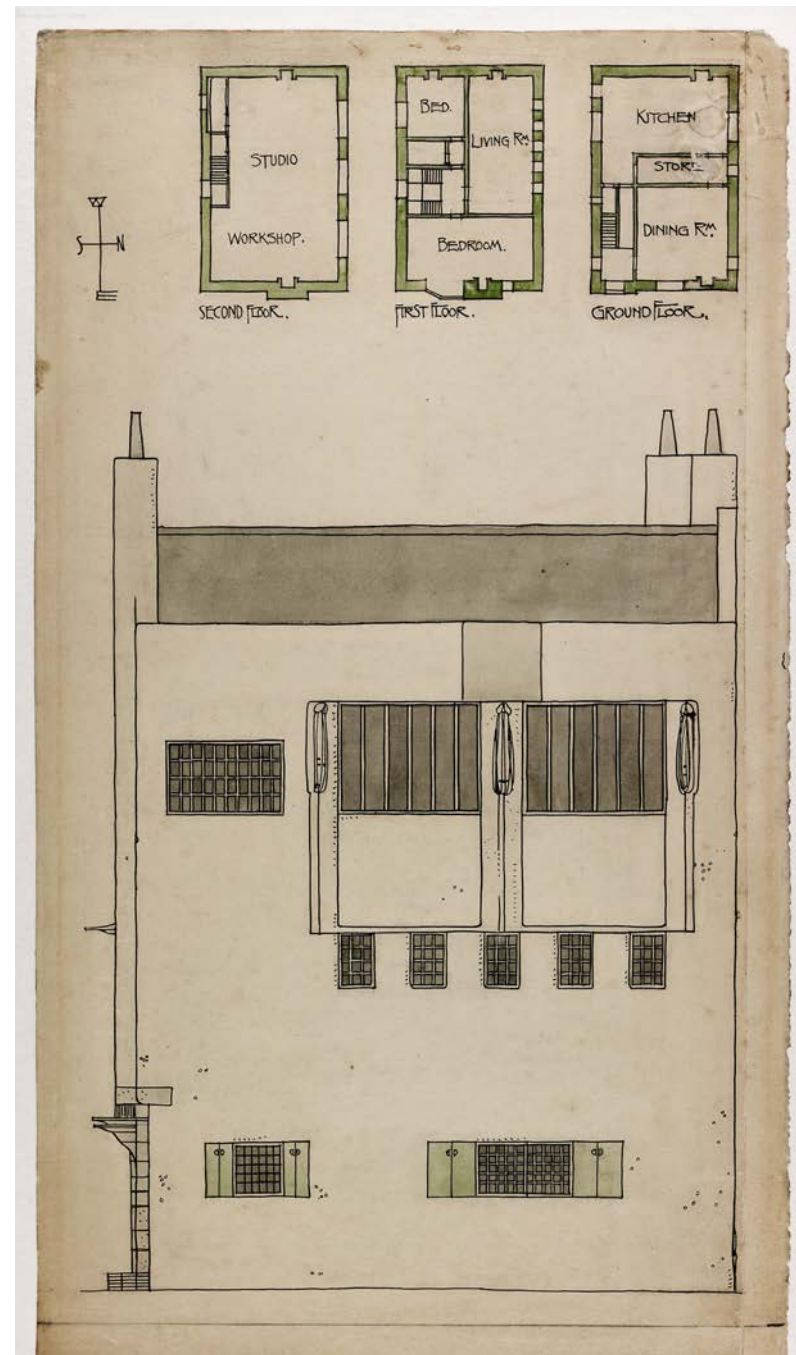 STUDIO
WORKSHOP.
SECOND FLOOR.
BED.
LIVING RM.
BEDROOM.
FIRST FLOOR.
KITCHEN
STORE
DINING RM.
GROUND FLOOR.
W
S N
E